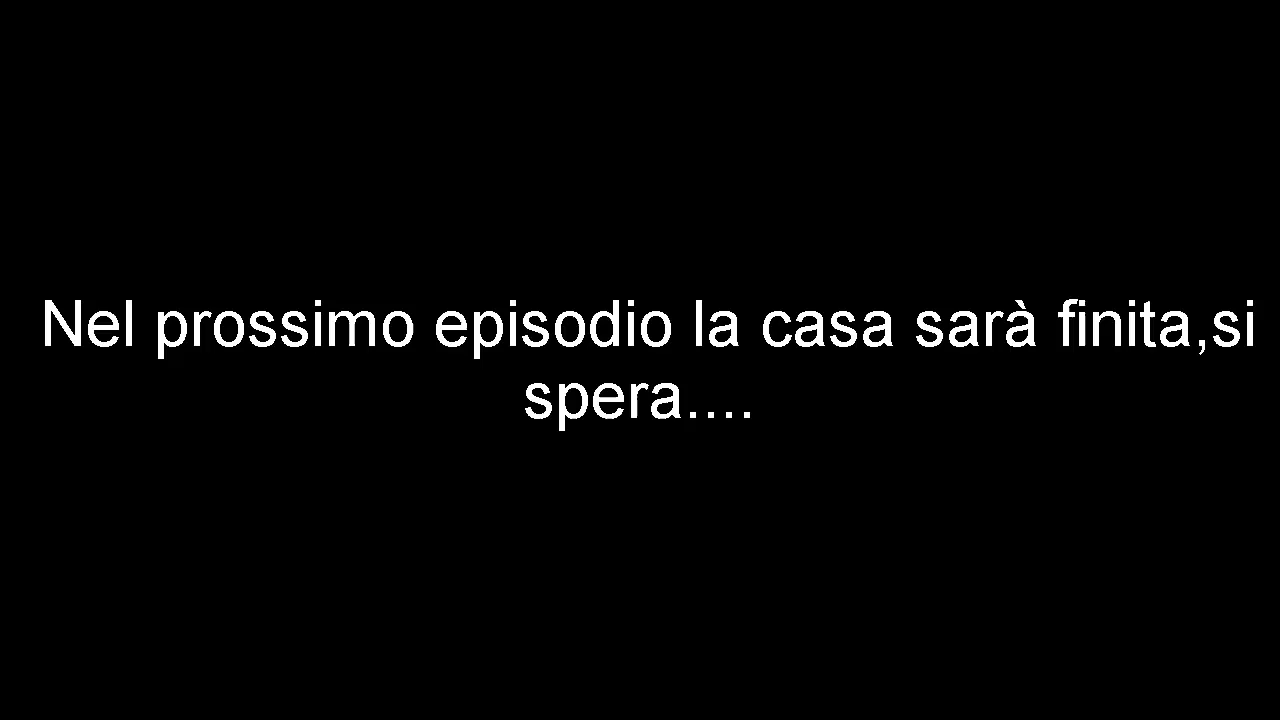 Nel prossimo episodio la casa sarà finita,si
spera....